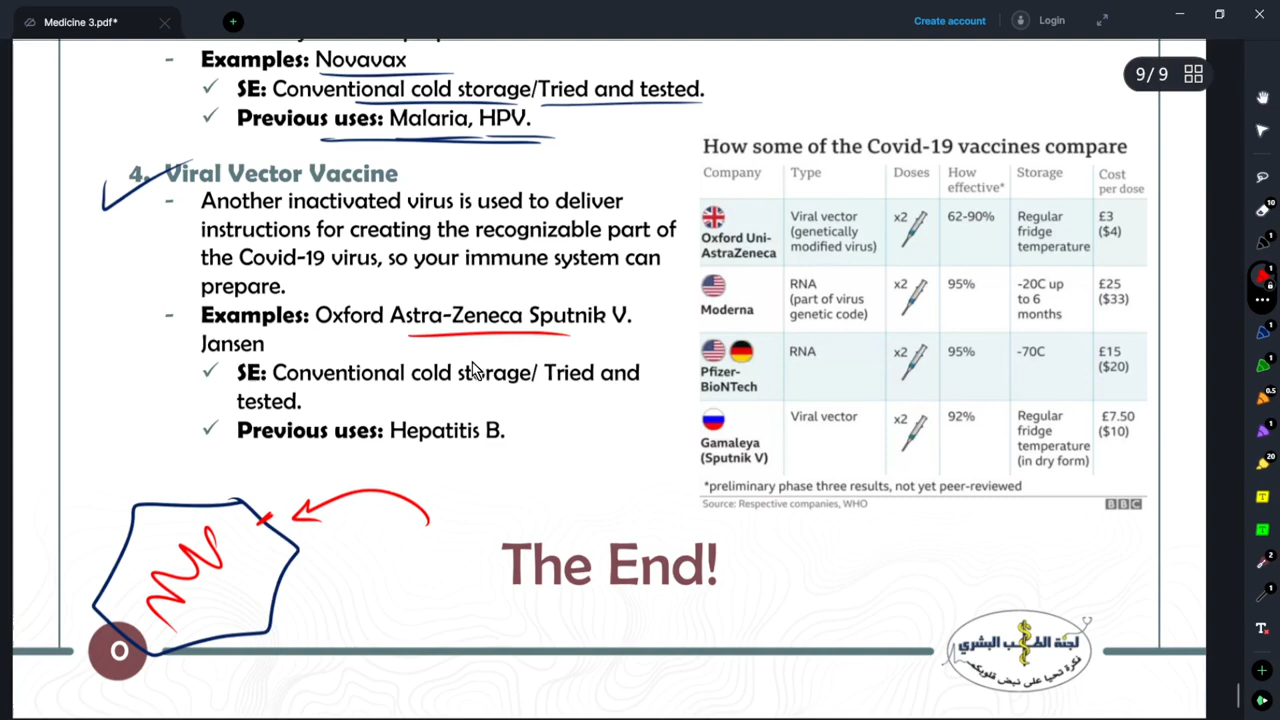 Medicine 3.pdf*
Create account
Login
9/9
Examples: Novavax
SE: Conventional cold storage/Tried and tested.
Previous uses: Malaria, HPV.
4. Viral Vector Vaccine
- Another inactivated virus is used to deliver
instructions for creating the recognizable part of
the Covid-19 virus, so your immune system can
prepare.
- Examples: Oxford Astra-Zeneca Sputnik V.
Jansen
SE: Conventional cold storage/ Tried and
tested.
Previous uses: Hepatitis B.
How some of the Covid-19 vaccines compare
Company Type Doses How effective* Storage Cost per dose
Oxford Uni-AstraZeneca Viral vector (genetically modified virus) x2 62-90% Regular fridge temperature £3 ($4)
Moderna RNA (part of virus genetic code) x2 95% -20C up to 6 months £25 ($33)
Pfizer-BioNTech RNA x2 95% -70C £15 ($20)
Gamaleya (Sputnik V) Viral vector x2 92% Regular fridge temperature (in dry form) £7.50 ($10)
*preliminary phase three results, not yet peer-reviewed
Source: Respective companies, WHO
BBC
The End!
لجنة الطب البشري
فكرة تحيا على نبض قلوبكم